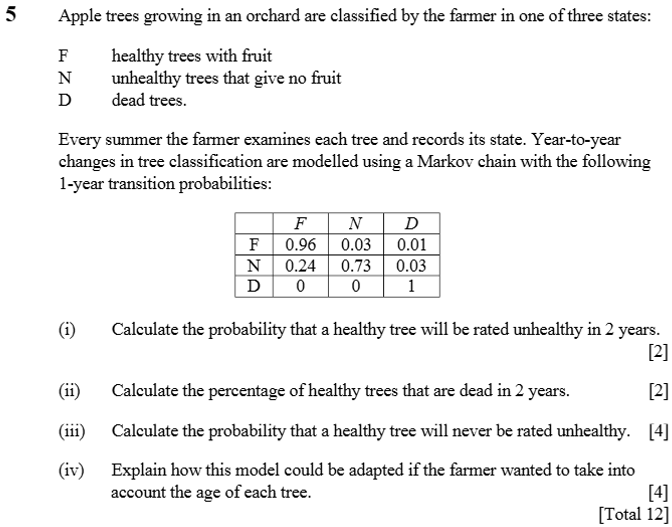 5 Apple trees growing in an orchard are classified by the farmer in one of three states:
F healthy trees with fruit
N unhealthy trees that give no fruit
D dead trees.
Every summer the farmer examines each tree and records its state. Year-to-year
changes in tree classification are modelled using a Markov chain with the following
1-year transition probabilities:
F N D
F 0.96 0.03 0.01
N 0.24 0.73 0.03
D 0 0 1
(i) Calculate the probability that a healthy tree will be rated unhealthy in 2 years.
[2]
(ii) Calculate the percentage of healthy trees that are dead in 2 years. [2]
(iii) Calculate the probability that a healthy tree will never be rated unhealthy. [4]
(iv) Explain how this model could be adapted if the farmer wanted to take into
account the age of each tree. [4]
[Total 12]